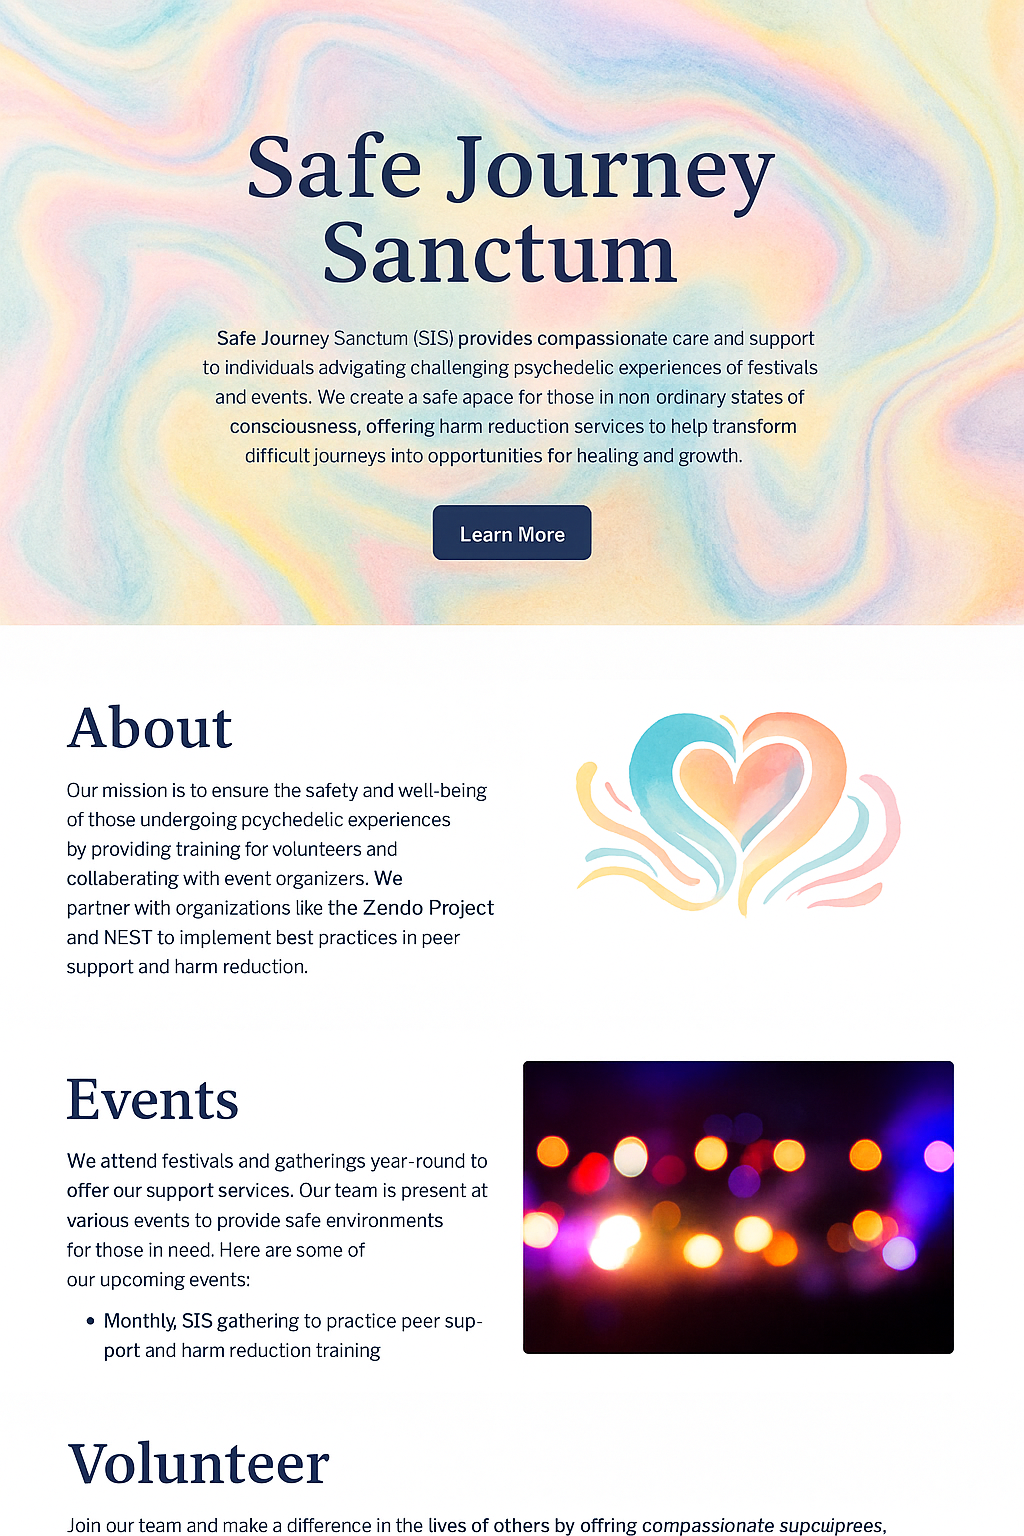 Safe Journey
Sanctum
Safe Journey Sanctum (SIS) provides compassionate care and support
to individuals advigating challenging psychedelic experiences of festivals
and events. We create a safe apace for those in non ordinary states of
consciousness, offering harm reduction services to help transform
difficult journeys into opportunities for healing and growth.
Learn More
About
Our mission is to ensure the safety and well-being
of those undergoing pcychedelic experiences
by providing training for volunteers and
collaberating with event organizers. We
partner with organizations like the Zendo Project
and NEST to implement best practices in peer
support and harm reduction.
Events
We attend festivals and gatherings year-round to
offer our support services. Our team is present at
various events to provide safe environments
for those in need. Here are some of
our upcoming events:
• Monthly, SIS gathering to practice peer sup-
port and harm reduction training
Volunteer
Join our team and make a difference in the lives of others by offring compassionate supcuiprees,